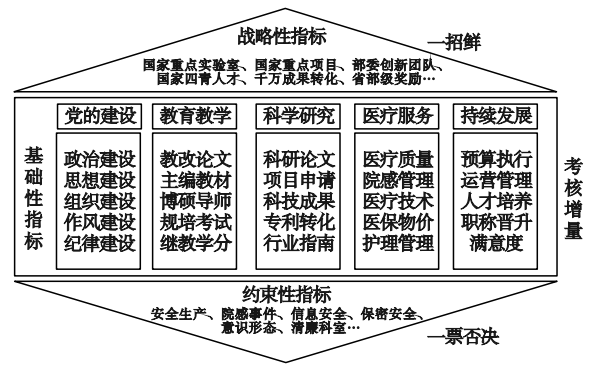 战略性指标
一招鲜
国家重点实验室、国家重点项目、部委创新团队、
国家四青人才、千万成果转化、省部级奖励…
党的建设 教育教学 科学研究 医疗服务 持续发展
基础性指标
政治建设 教改论文 科研论文 医疗质量 预算执行
思想建设 主编教材 项目申请 院感管理 运营管理
组织建设 博硕导师 科技成果 医疗技术 人才培养
作风建设 规培考试 专利转化 医保物价 职称晋升
纪律建设 继教学分 行业指南 护理管理 满意度
考核增量
约束性指标
安全生产、院感事件、信息安全、保密安全、
意识形态、清廉科室…
一票否决